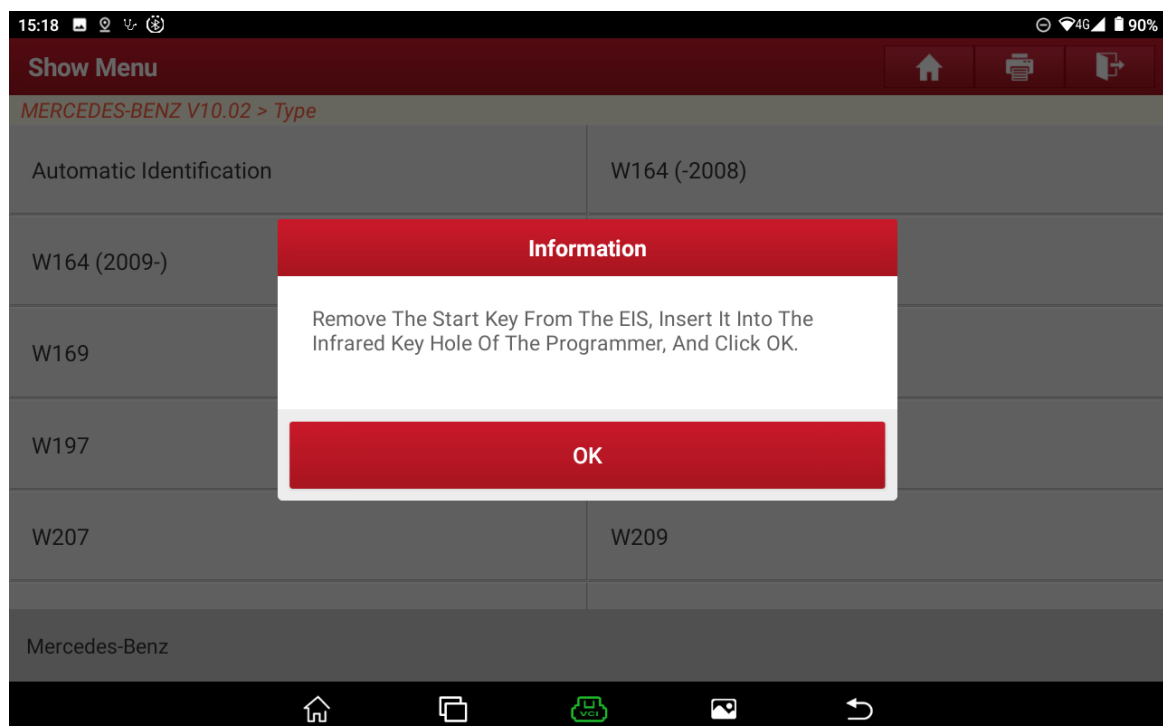 15:18 4G 90%
Show Menu
MERCEDES-BENZ V10.02 > Type
Automatic Identification W164 (-2008)
Information
W164 (2009-)
Remove The Start Key From The EIS, Insert It Into The
Infrared Key Hole Of The Programmer, And Click OK.
W169
W197
OK
W207 W209
Mercedes-Benz
VCI